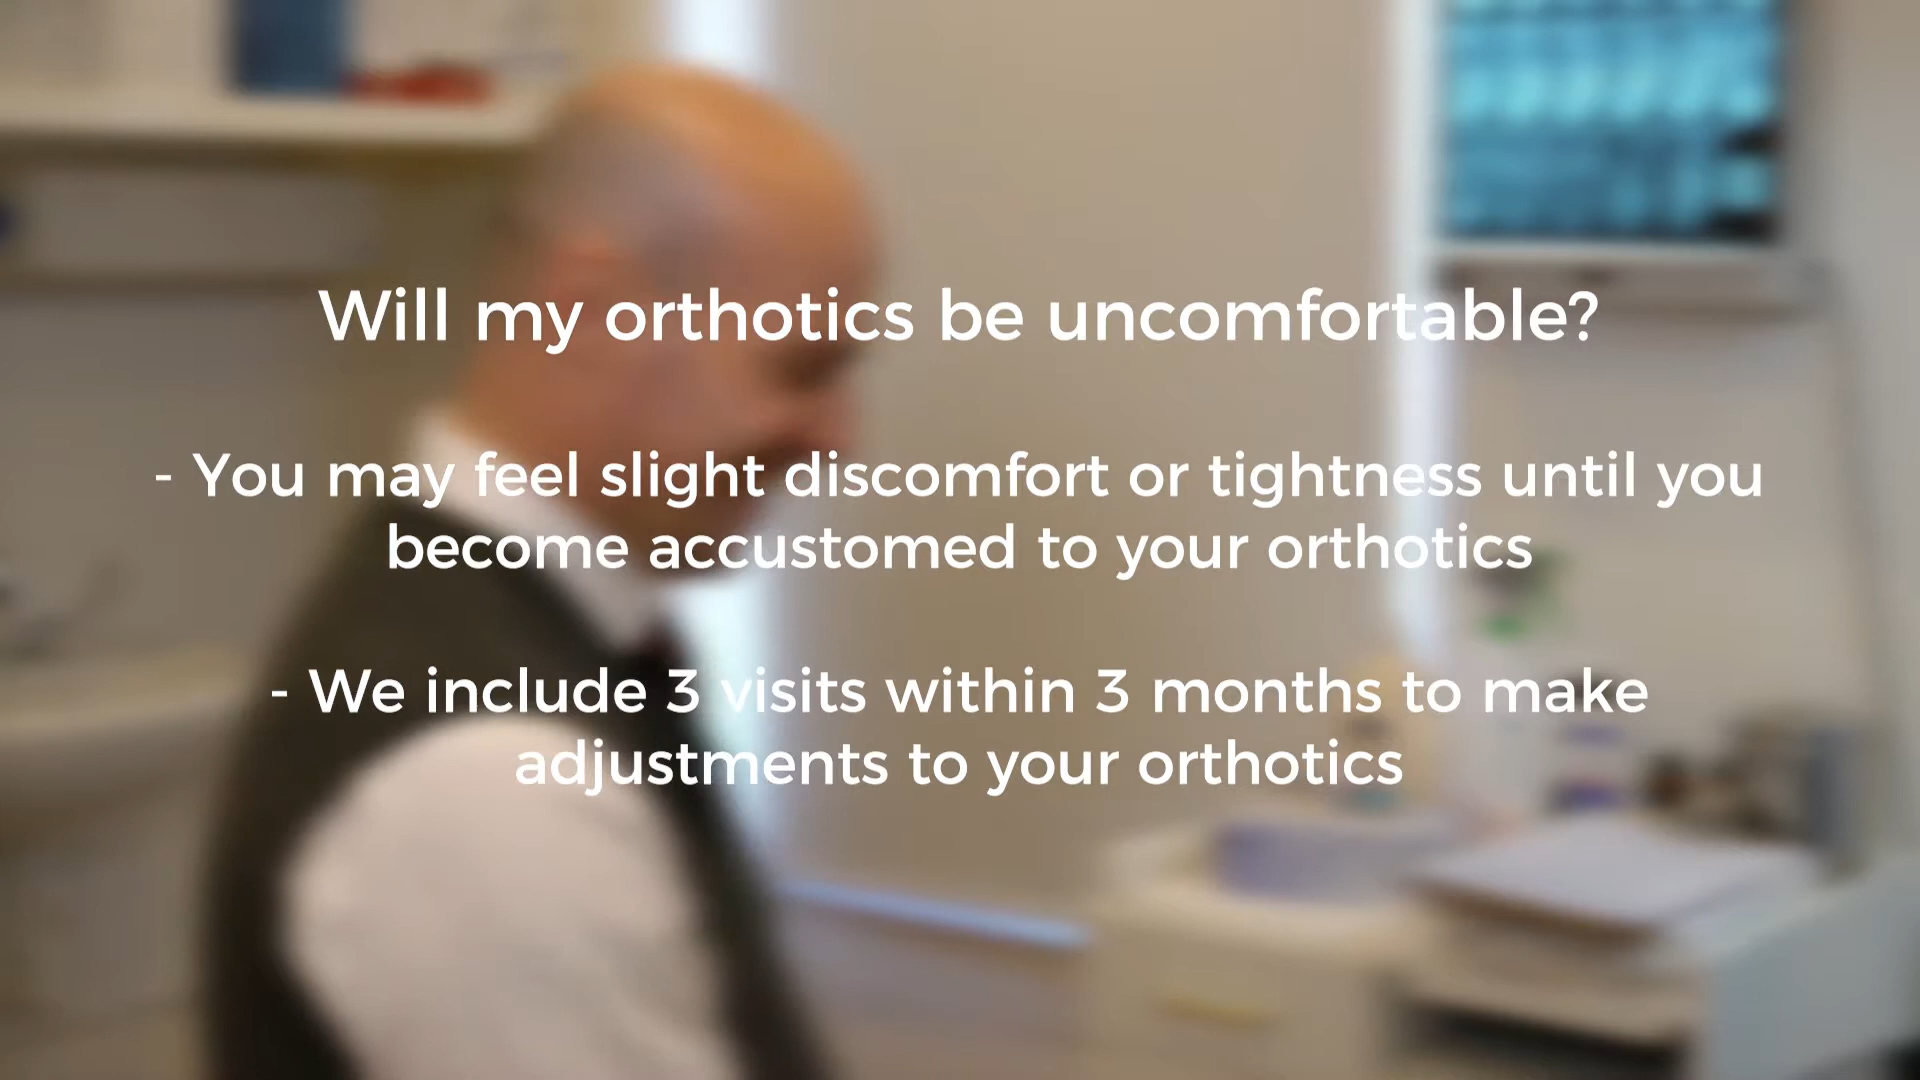 Will my orthotics be uncomfortable?
- You may feel slight discomfort or tightness until you
become accustomed to your orthotics
- We include 3 visits within 3 months to make
adjustments to your orthotics